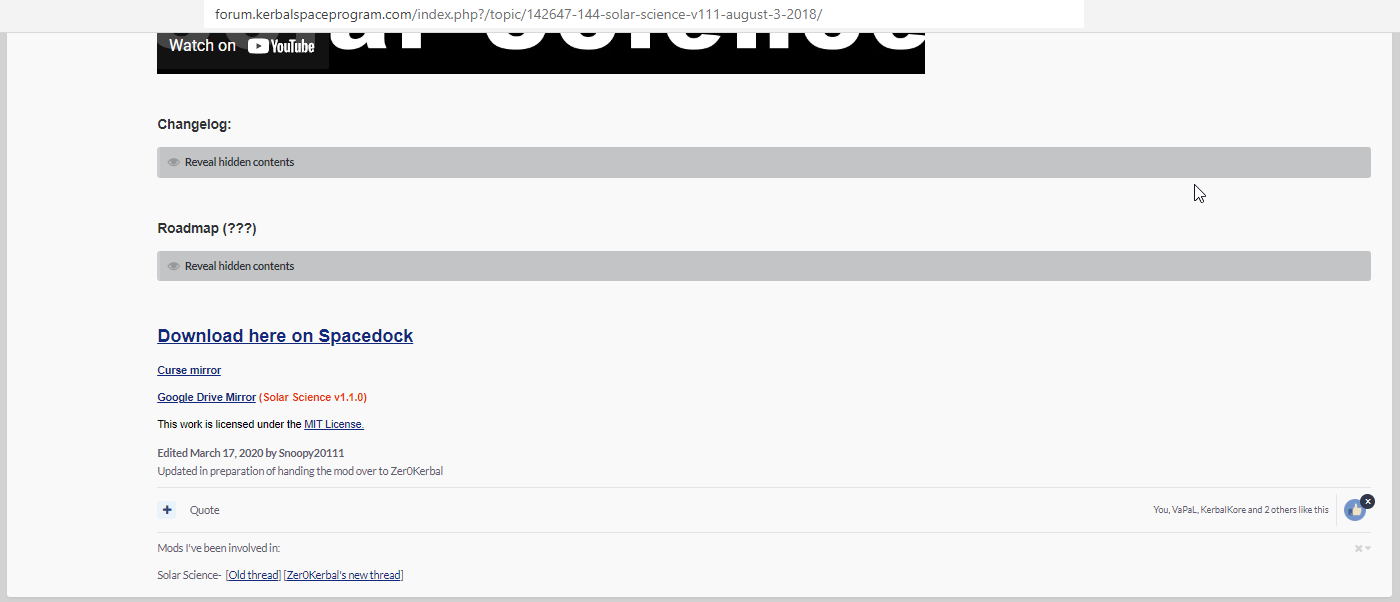 forum.kerbalspaceprogram.com/index.php?/topic/142647-144-solar-science-v111-august-3-2018/
Watch on YouTube
Changelog:
Reveal hidden contents
Roadmap (???)
Reveal hidden contents
Download here on Spacedock
Curse mirror
Google Drive Mirror (Solar Science v1.1.0)
This work is licensed under the MIT License.
Edited March 17, 2020 by Snoopy20111
Updated in preparation of handing the mod over to Zer0Kerbal
+ Quote
You, VaPaL, KerbalKore and 2 others like this
Mods I've been involved in:
Solar Science- [Old thread] [Zer0Kerbal's new thread]